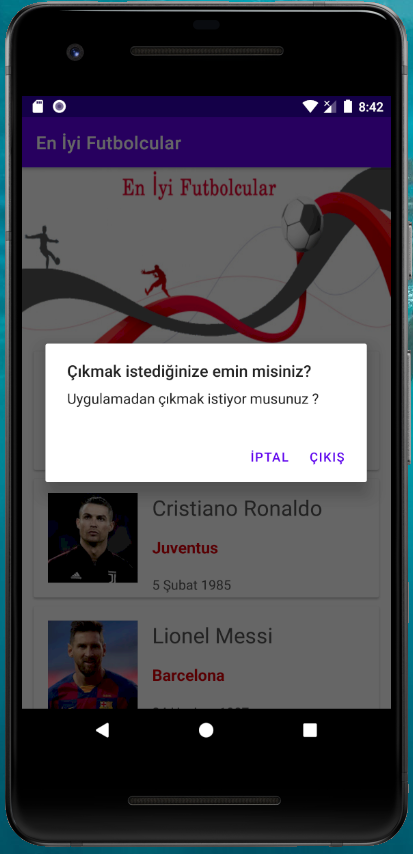 8:42
En İyi Futbolcular
En İyi Futbolcular
Çıkmak istediğinize emin misiniz?
Uygulamadan çıkmak istiyor musunuz ?
İPTAL ÇIKIŞ
Cristiano Ronaldo
Juventus
5 Şubat 1985
Lionel Messi
Barcelona